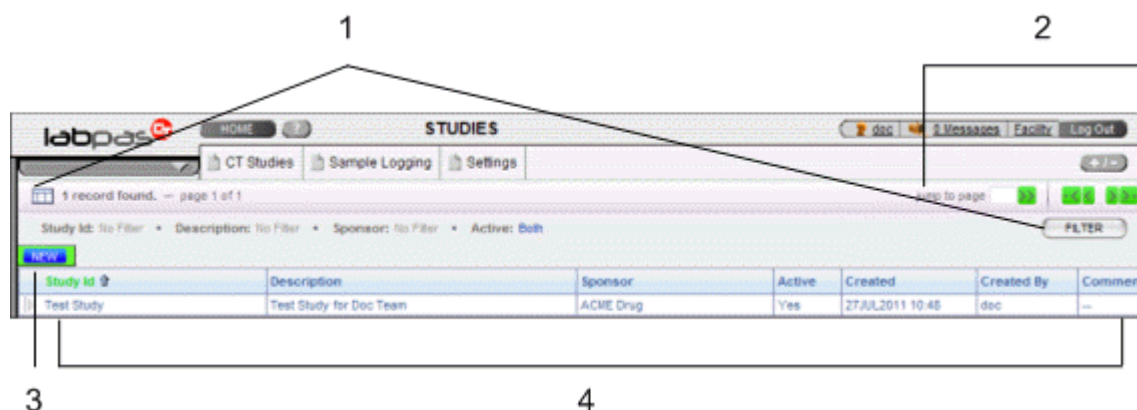 1 2
labpas CT HOME ? STUDIES doc 0 Messages Facility Log Out
CT Studies Sample Logging Settings + / -
1 record found. — page 1 of 1 jump to page >>
Study Id: No Filter • Description: No Filter • Sponsor: No Filter • Active: Both FILTER
NEW
Study Id Description Sponsor Active Created Created By Commen
Test Study Test Study for Doc Team ACME Drug Yes 27JUL2011 10:46 doc --
3 4